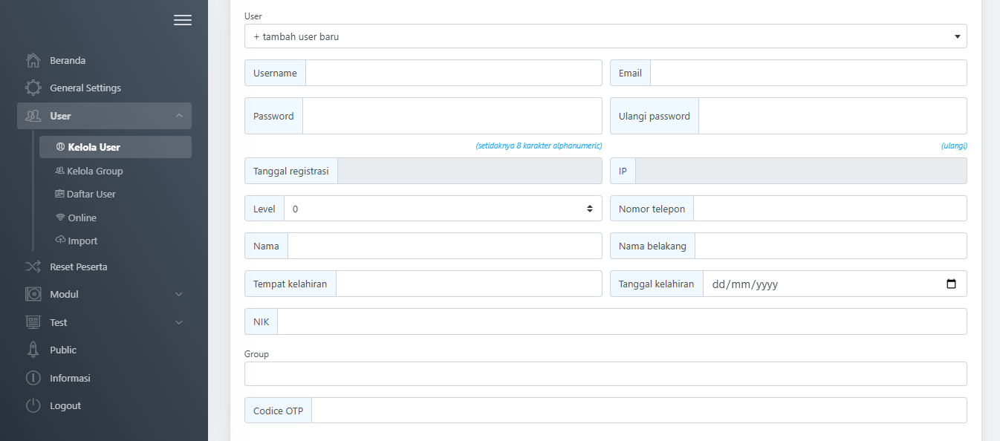 Beranda
General Settings
User
Kelola User
Kelola Group
Daftar User
Online
Import
Reset Peserta
Modul
Test
Public
Informasi
Logout
User
+ tambah user baru
Username
Email
Password
Ulangi password
(setidaknya 8 karakter alphanumeric)
(ulangi)
Tanggal registrasi
IP
Level 0
Nomor telepon
Nama
Nama belakang
Tempat kelahiran
Tanggal kelahiran dd/mm/yyyy
NIK
Group
Codice OTP